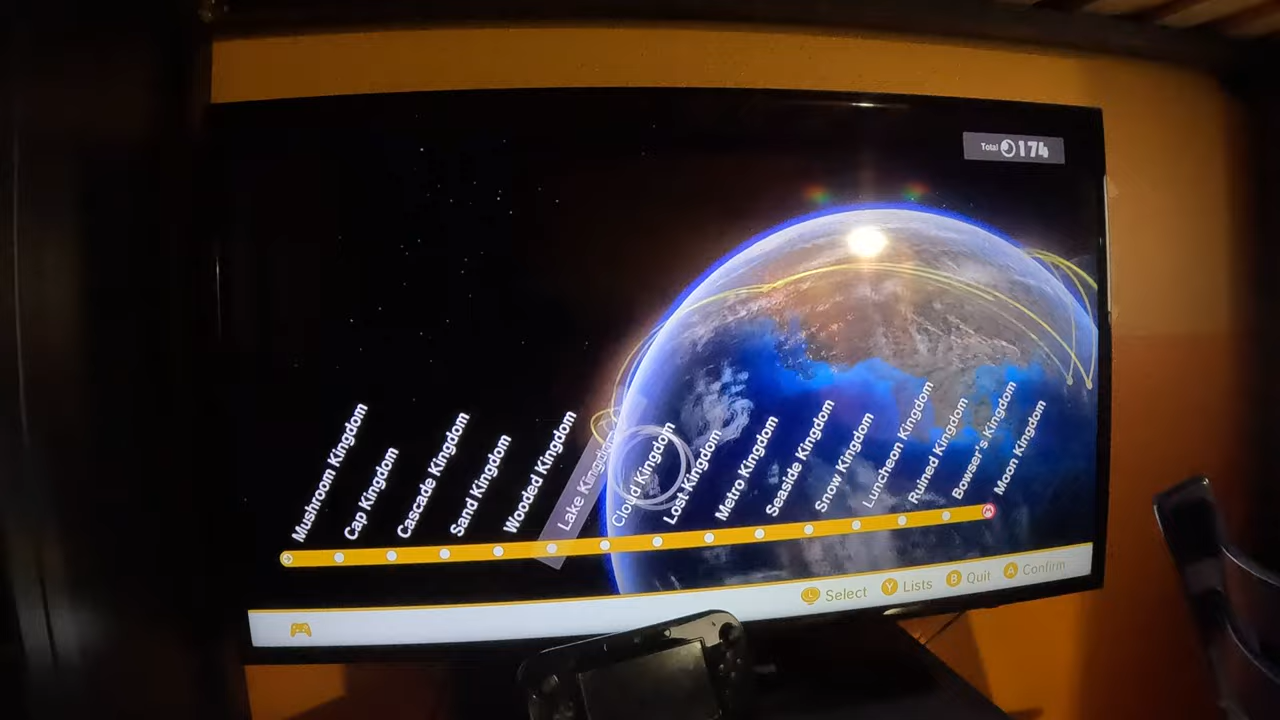 Total 174
Mushroom Kingdom
Cap Kingdom
Cascade Kingdom
Sand Kingdom
Wooded Kingdom
Lake Kingdom
Cloud Kingdom
Lost Kingdom
Metro Kingdom
Seaside Kingdom
Snow Kingdom
Luncheon Kingdom
Ruined Kingdom
Bowser's Kingdom
Moon Kingdom
L Select Y Lists B Quit A Confirm